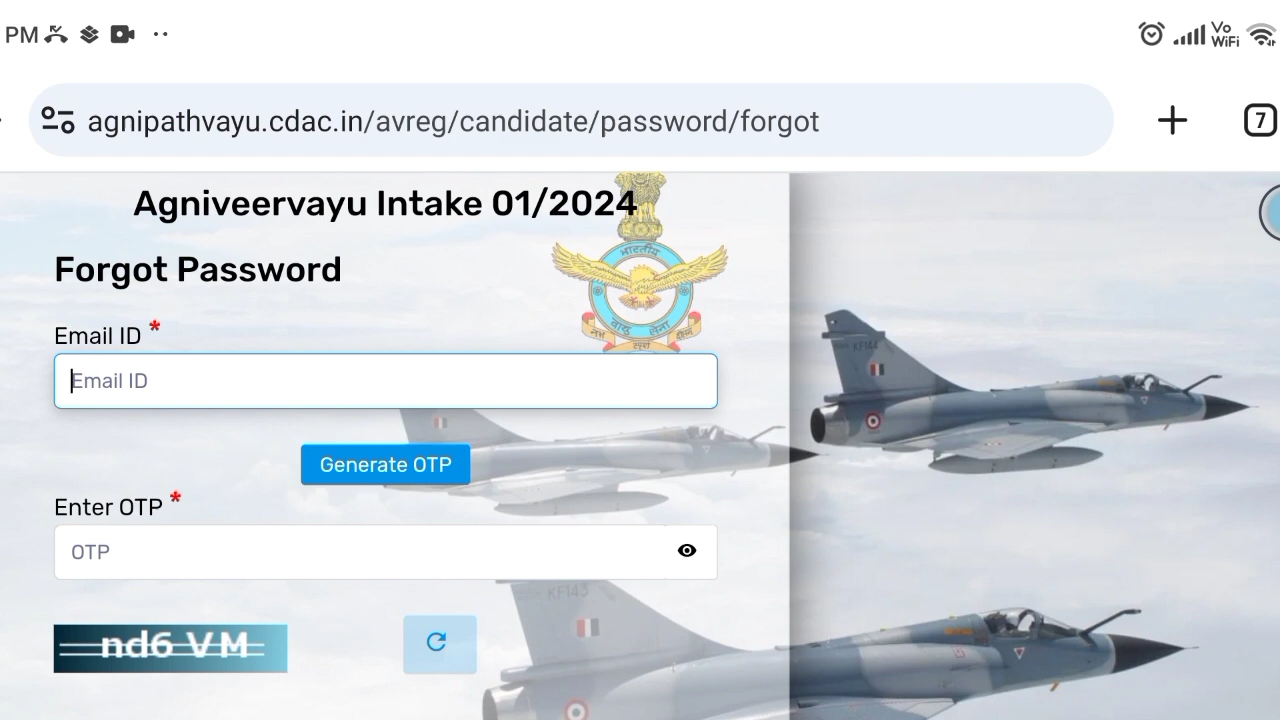 PM
Vo
WiFi
agnipathvayu.cdac.in/avreg/candidate/password/forgot
7
Agniveervayu Intake 01/2024
Forgot Password
भारतीय
वायु सेना
Email ID *
Email ID
KF144
Generate OTP
Enter OTP *
OTP
KF143
nd6 VM